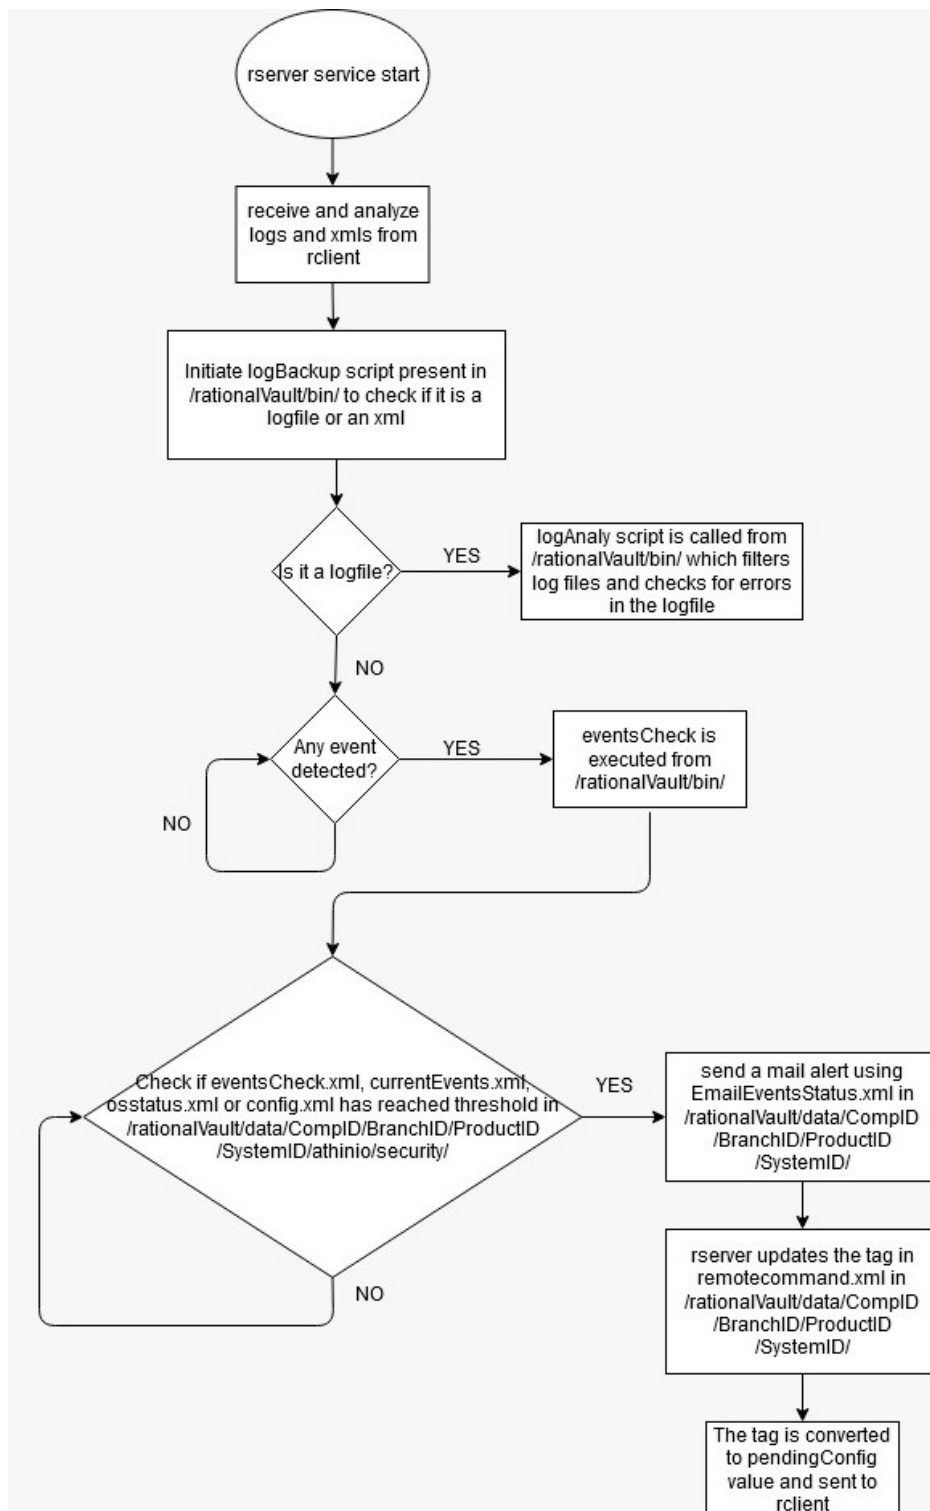 rserver service start
receive and analyze
logs and xmls from
rclient
Initiate logBackup script present in
/rationalVault/bin/ to check if it is a
logfile or an xml
Is it a logfile?
YES
logAnaly script is called from
/rationalVault/bin/ which filters
log files and checks for errors
in the logfile
NO
Any event
detected?
YES
eventsCheck is
executed from
/rationalVault/bin/
NO
Check if eventsCheck.xml, currentEvents.xml,
osstatus.xml or config.xml has reached threshold in
/rationalVault/data/CompID/BranchID/ProductID
/SystemID/athinio/security/
YES
send a mail alert using
EmailEventsStatus.xml in
/rationalVault/data/CompID
/BranchID/ProductID
/SystemID/
NO
rserver updates the tag in
remotecommand.xml in
/rationalVault/data/CompID
/BranchID/ProductID
/SystemID/
The tag is converted
to pendingConfig
value and sent to
rclient